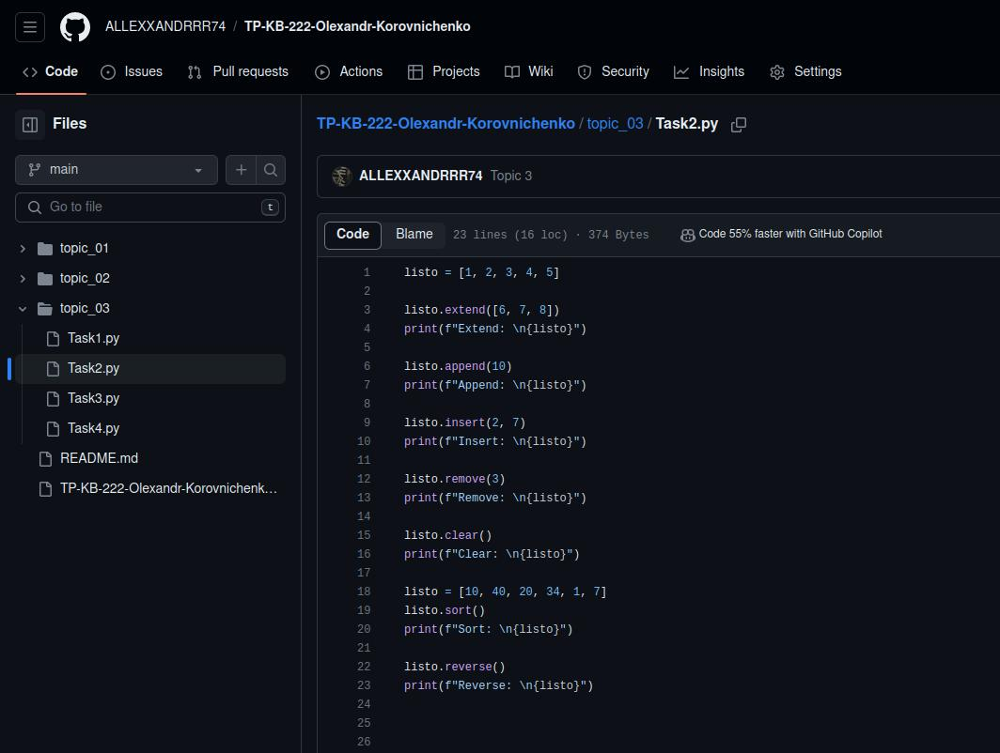 ALLEXXANDRRR74 / TP-KB-222-Olexandr-Korovnichenko
Code Issues Pull requests Actions Projects Wiki Security Insights Settings
Files
main
Go to file t
topic_01
topic_02
topic_03
Task1.py
Task2.py
Task3.py
Task4.py
README.md
TP-KB-222-Olexandr-Korovnichenk...
TP-KB-222-Olexandr-Korovnichenko / topic_03 / Task2.py
ALLEXXANDRRR74 Topic 3
Code Blame 23 lines (16 loc) · 374 Bytes Code 55% faster with GitHub Copilot
1 listo = [1, 2, 3, 4, 5]
2
3 listo.extend([6, 7, 8])
4 print(f"Extend: \n{listo}")
5
6 listo.append(10)
7 print(f"Append: \n{listo}")
8
9 listo.insert(2, 7)
10 print(f"Insert: \n{listo}")
11
12 listo.remove(3)
13 print(f"Remove: \n{listo}")
14
15 listo.clear()
16 print(f"Clear: \n{listo}")
17
18 listo = [10, 40, 20, 34, 1, 7]
19 listo.sort()
20 print(f"Sort: \n{listo}")
21
22 listo.reverse()
23 print(f"Reverse: \n{listo}")
24
25
26